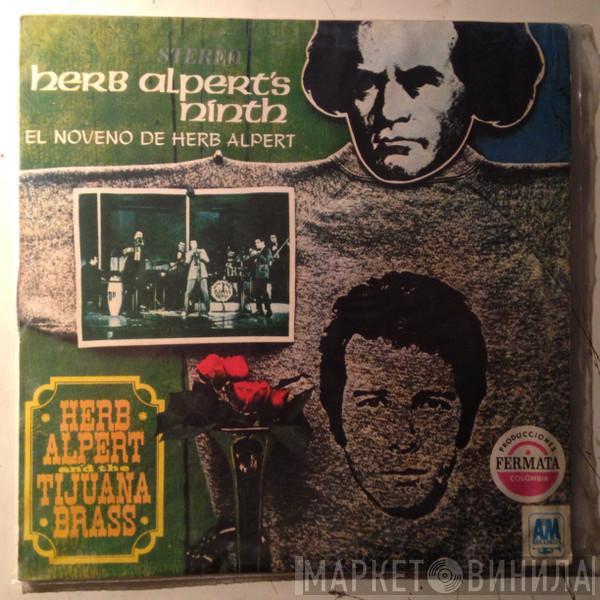 STEREO
herb alpert's
ninth
EL NOVENO DE HERB ALPERT
HERB
ALPERT
and the
TIJUANA
BRASS
PRODUCCIONES
FERMATA
COLOMBIA
A&M
RECORDS
МАРКЕТ ВИНИЛА